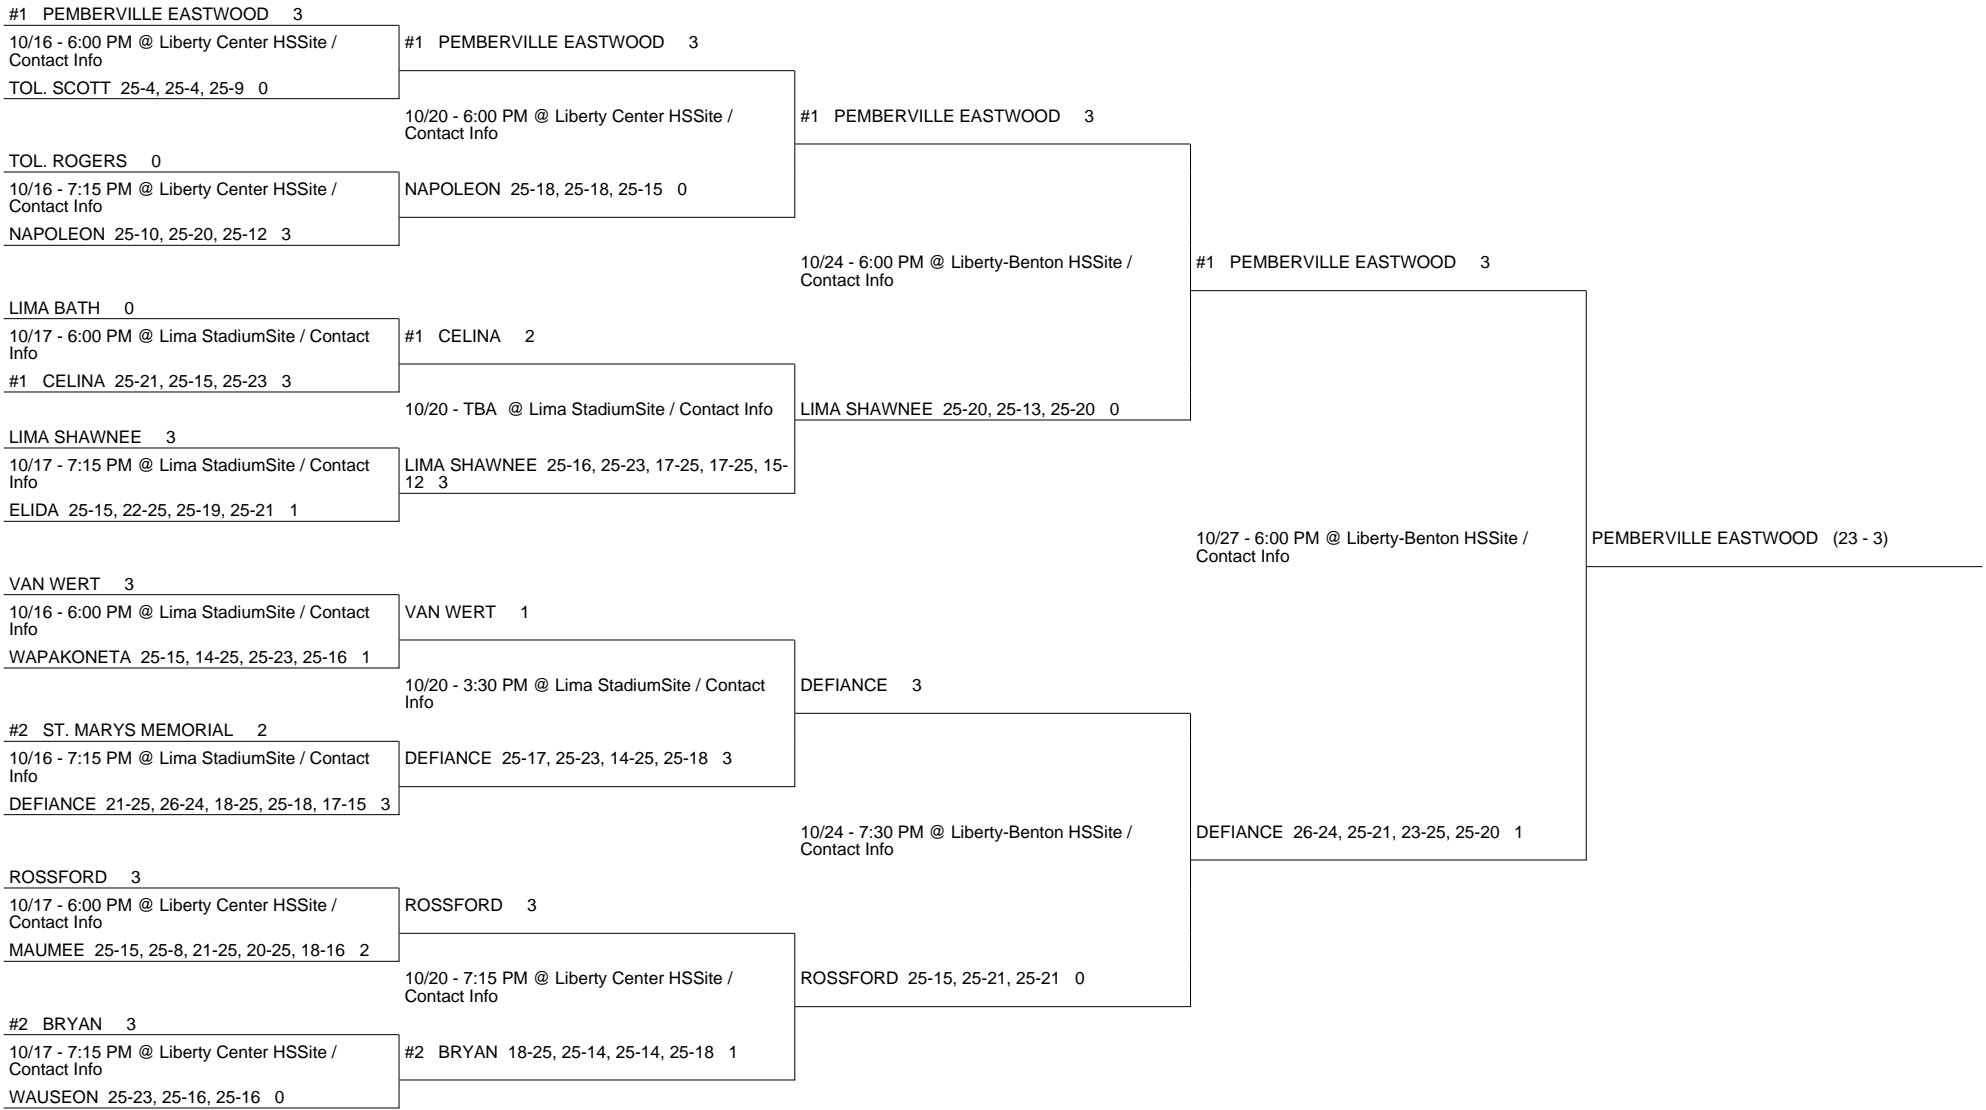 #1 PEMBERVILLE EASTWOOD 3
10/16 - 6:00 PM @ Liberty Center HSSite /
Contact Info
TOL. SCOTT 25-4, 25-4, 25-9 0
TOL. ROGERS 0
10/16 - 7:15 PM @ Liberty Center HSSite /
Contact Info
NAPOLEON 25-10, 25-20, 25-12 3
LIMA BATH 0
10/17 - 6:00 PM @ Lima StadiumSite / Contact
Info
#1 CELINA 25-21, 25-15, 25-23 3
LIMA SHAWNEE 3
10/17 - 7:15 PM @ Lima StadiumSite / Contact
Info
ELIDA 25-15, 22-25, 25-19, 25-21 1
VAN WERT 3
10/16 - 6:00 PM @ Lima StadiumSite / Contact
Info
WAPAKONETA 25-15, 14-25, 25-23, 25-16 1
#2 ST. MARYS MEMORIAL 2
10/16 - 7:15 PM @ Lima StadiumSite / Contact
Info
DEFIANCE 21-25, 26-24, 18-25, 25-18, 17-15 3
ROSSFORD 3
10/17 - 6:00 PM @ Liberty Center HSSite /
Contact Info
MAUMEE 25-15, 25-8, 21-25, 20-25, 18-16 2
#2 BRYAN 3
10/17 - 7:15 PM @ Liberty Center HSSite /
Contact Info
WAUSEON 25-23, 25-16, 25-16 0
#1 PEMBERVILLE EASTWOOD 3
10/20 - 6:00 PM @ Liberty Center HSSite /
Contact Info
NAPOLEON 25-18, 25-18, 25-15 0
#1 CELINA 2
10/20 - TBA @ Lima StadiumSite / Contact Info
LIMA SHAWNEE 25-16, 25-23, 17-25, 17-25, 15-
12 3
VAN WERT 1
10/20 - 3:30 PM @ Lima StadiumSite / Contact
Info
DEFIANCE 25-17, 25-23, 14-25, 25-18 3
ROSSFORD 3
10/20 - 7:15 PM @ Liberty Center HSSite /
Contact Info
#2 BRYAN 18-25, 25-14, 25-14, 25-18 1
#1 PEMBERVILLE EASTWOOD 3
10/24 - 6:00 PM @ Liberty-Benton HSSite /
Contact Info
LIMA SHAWNEE 25-20, 25-13, 25-20 0
DEFIANCE 3
10/24 - 7:30 PM @ Liberty-Benton HSSite /
Contact Info
ROSSFORD 25-15, 25-21, 25-21 0
#1 PEMBERVILLE EASTWOOD 3
10/27 - 6:00 PM @ Liberty-Benton HSSite /
Contact Info
DEFIANCE 26-24, 25-21, 23-25, 25-20 1
PEMBERVILLE EASTWOOD (23 - 3)